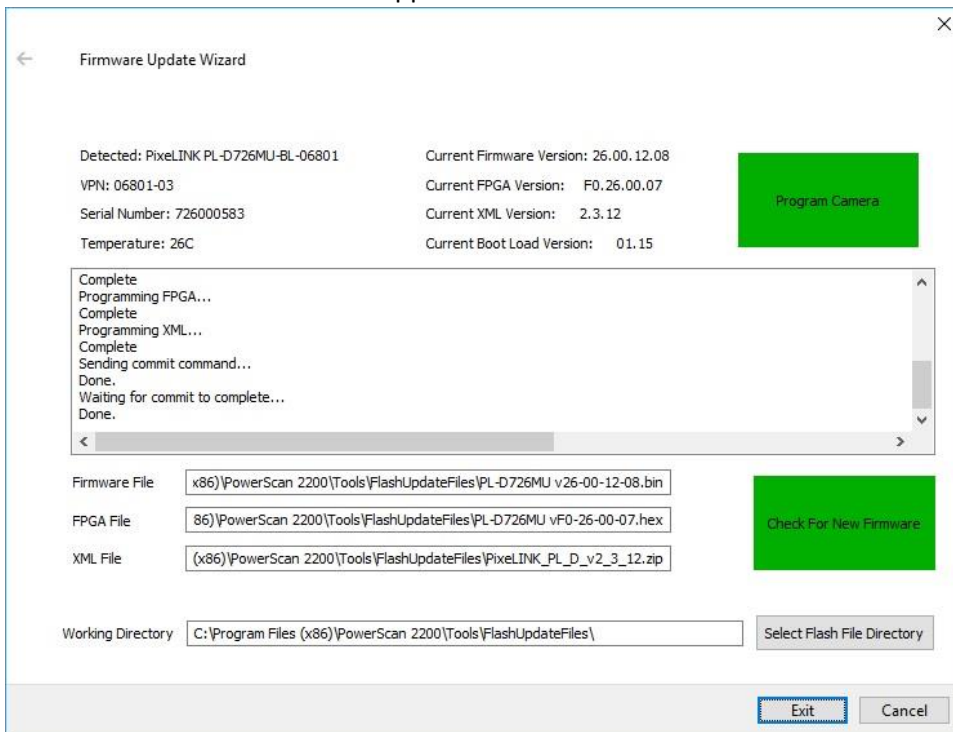 Firmware Update Wizard
Detected: PixeLINK PL-D726MU-BL-06801
Current Firmware Version: 26.00.12.08
VPN: 06801-03
Current FPGA Version: F0.26.00.07
Program Camera
Serial Number: 726000583
Current XML Version: 2.3.12
Temperature: 26C
Current Boot Load Version: 01.15
Complete
Programming FPGA...
Complete
Programming XML...
Complete
Sending commit command...
Done.
Waiting for commit to complete...
Done.
Firmware File x86)\PowerScan 2200\Tools\FlashUpdateFiles\PL-D726MU v26-00-12-08.bin
FPGA File 86)\PowerScan 2200\Tools\FlashUpdateFiles\PL-D726MU vF0-26-00-07.hex
Check For New Firmware
XML File (x86)\PowerScan 2200\Tools\FlashUpdateFiles\PixeLINK_PL_D_v2_3_12.zip
Working Directory C:\Program Files (x86)\PowerScan 2200\Tools\FlashUpdateFiles\
Select Flash File Directory
Exit
Cancel